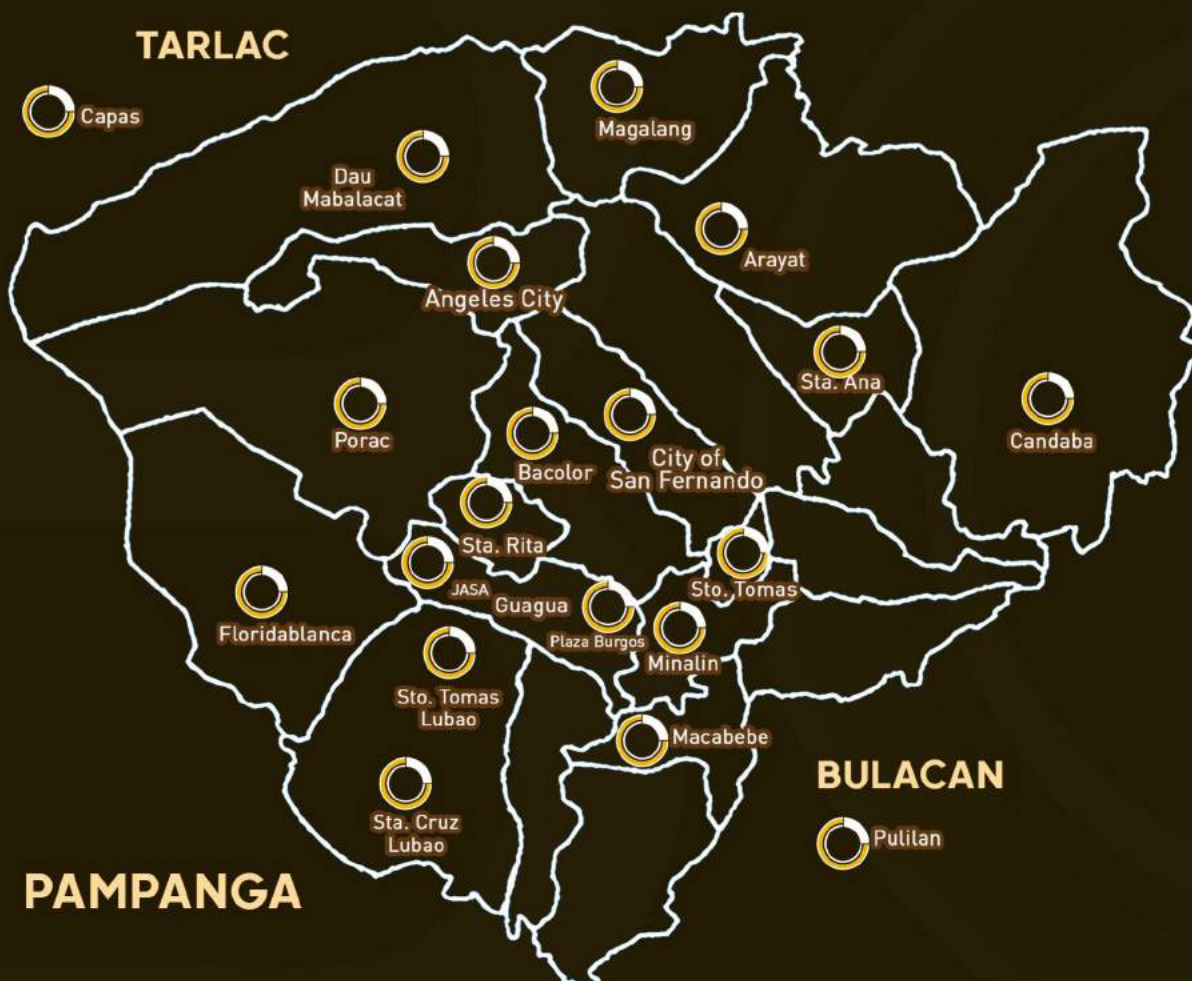 TARLAC
Capas
Magalang
Dau
Mabalacat
Arayat
Angeles City
Sta. Ana
Candaba
Porac
Bacolor
City of
San Fernando
Sta. Rita
JASA
Guagua
Sto. Tomas
Floridablanca
Plaza Burgos
Minalin
Sto. Tomas
Lubao
Macabebe
BULACAN
Pulilan
Sta. Cruz
Lubao
PAMPANGA